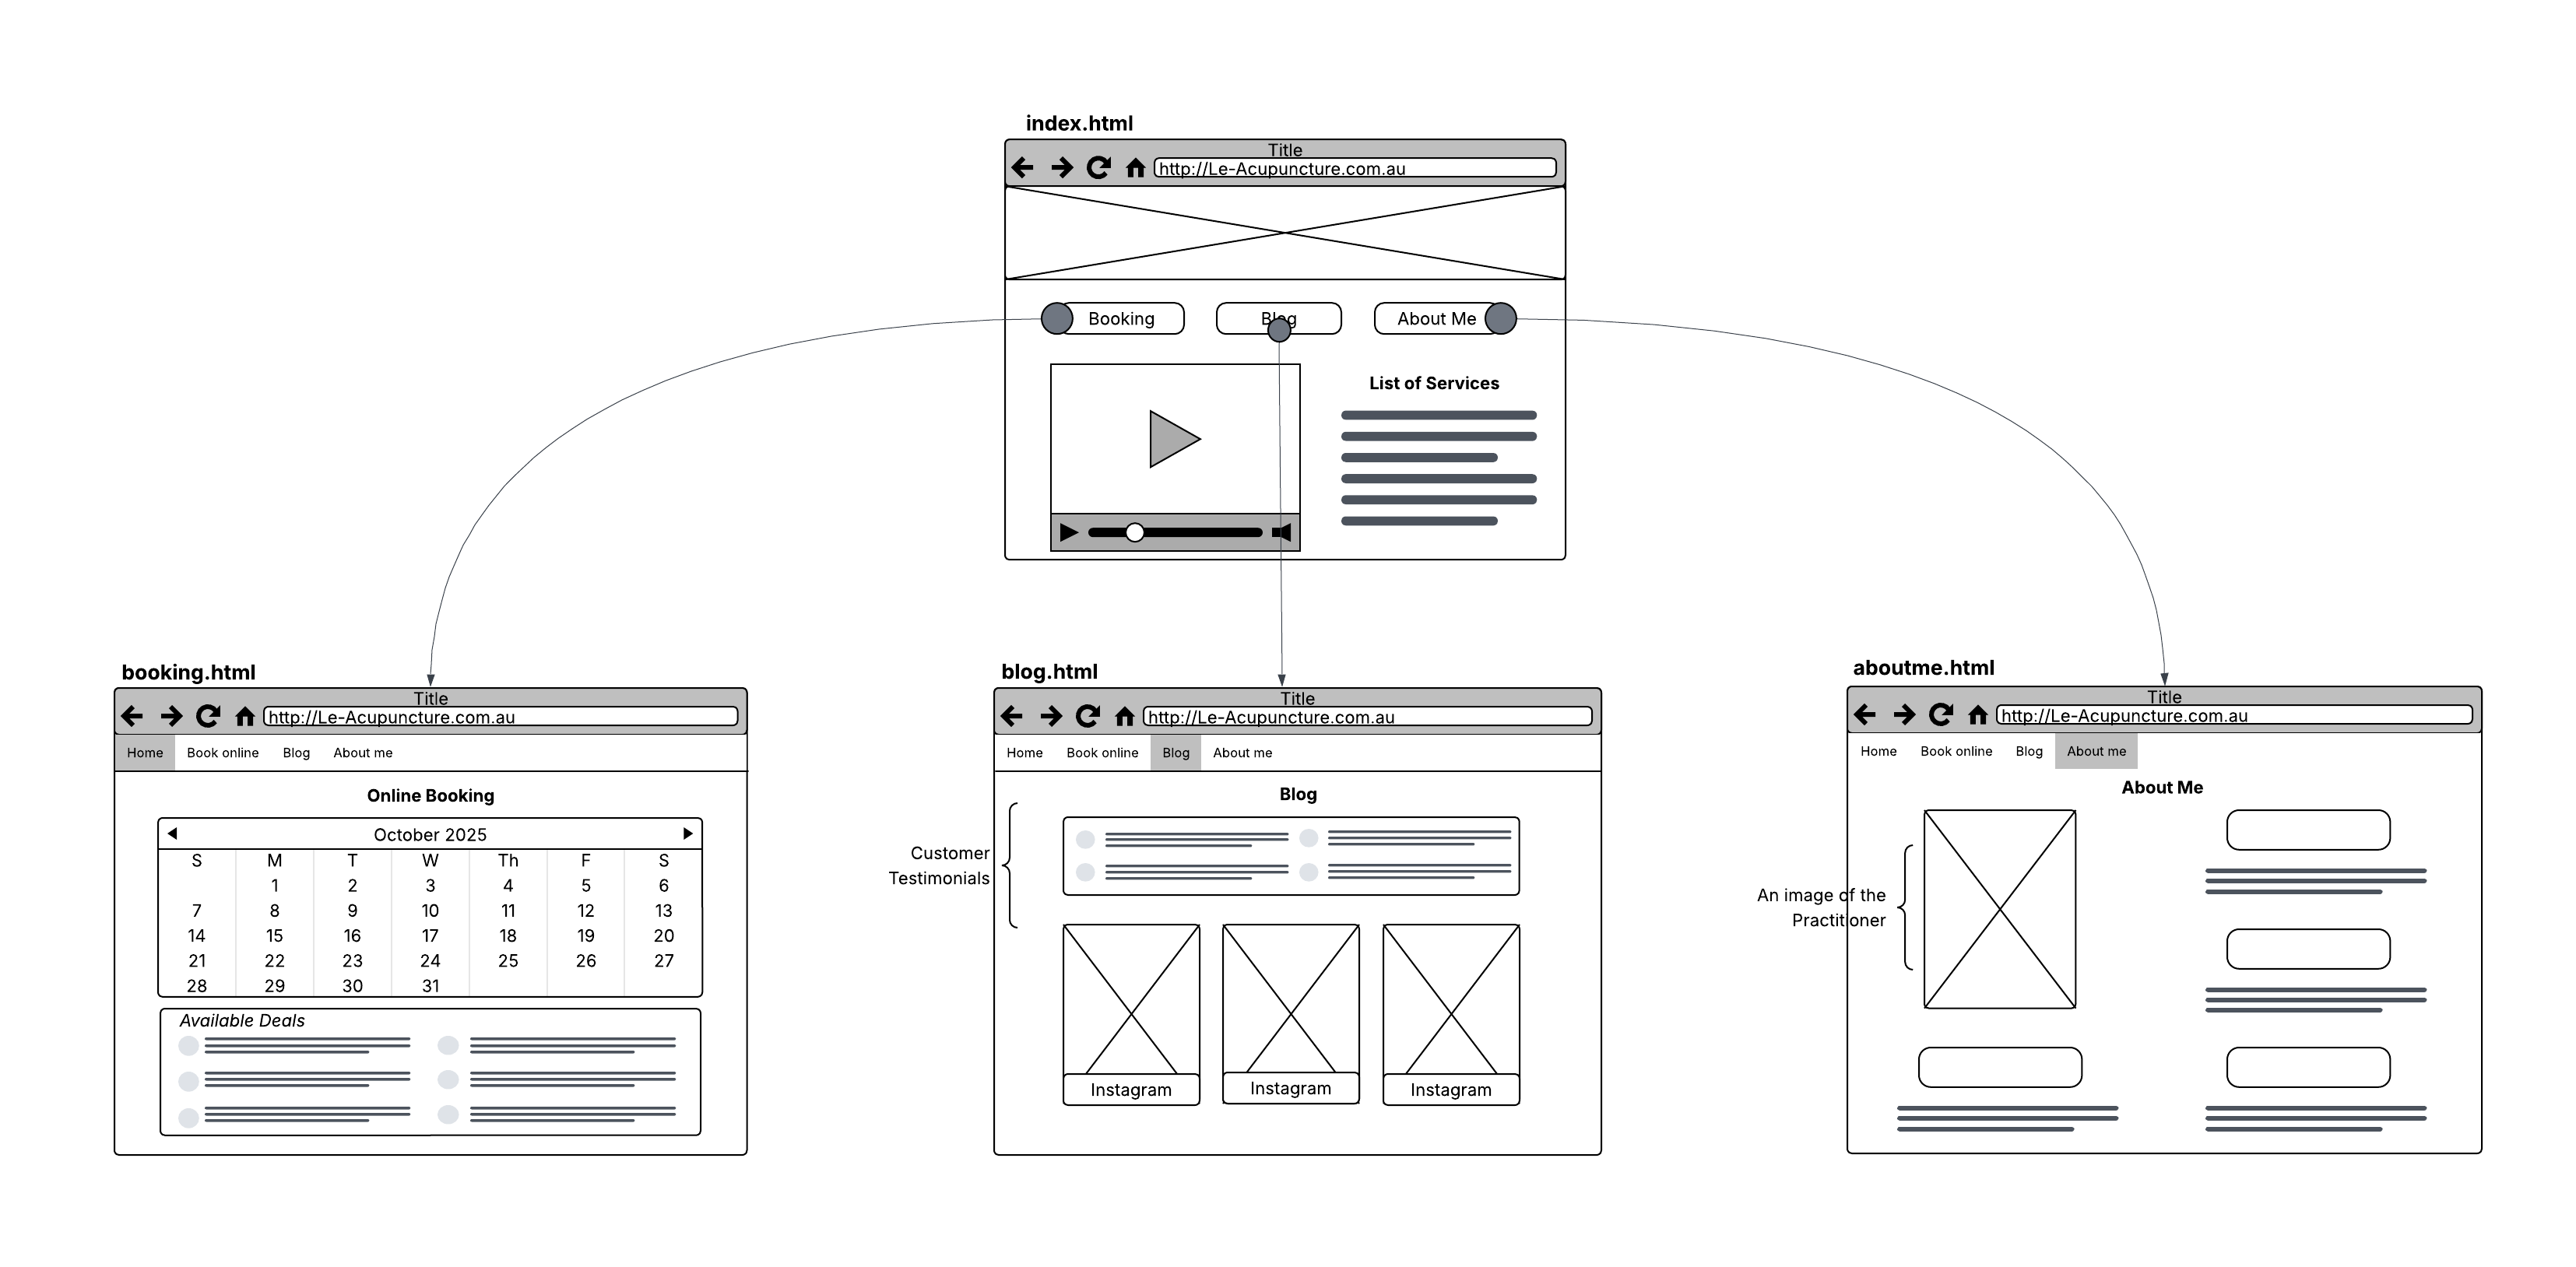 index.html
Title
http://Le-Acupuncture.com.au
Booking
Blog
About Me
List of Services
booking.html
Title
http://Le-Acupuncture.com.au
Home Book online Blog About me
Online Booking
October 2025
S M T W Th F S
1 2 3 4 5 6
7 8 9 10 11 12 13
14 15 16 17 18 19 20
21 22 23 24 25 26 27
28 29 30 31
Available Deals
blog.html
Title
http://Le-Acupuncture.com.au
Home Book online Blog About me
Blog
Customer
Testimonials
Instagram
Instagram
Instagram
aboutme.html
Title
http://Le-Acupuncture.com.au
Home Book online Blog About me
About Me
An image of the
Practitioner